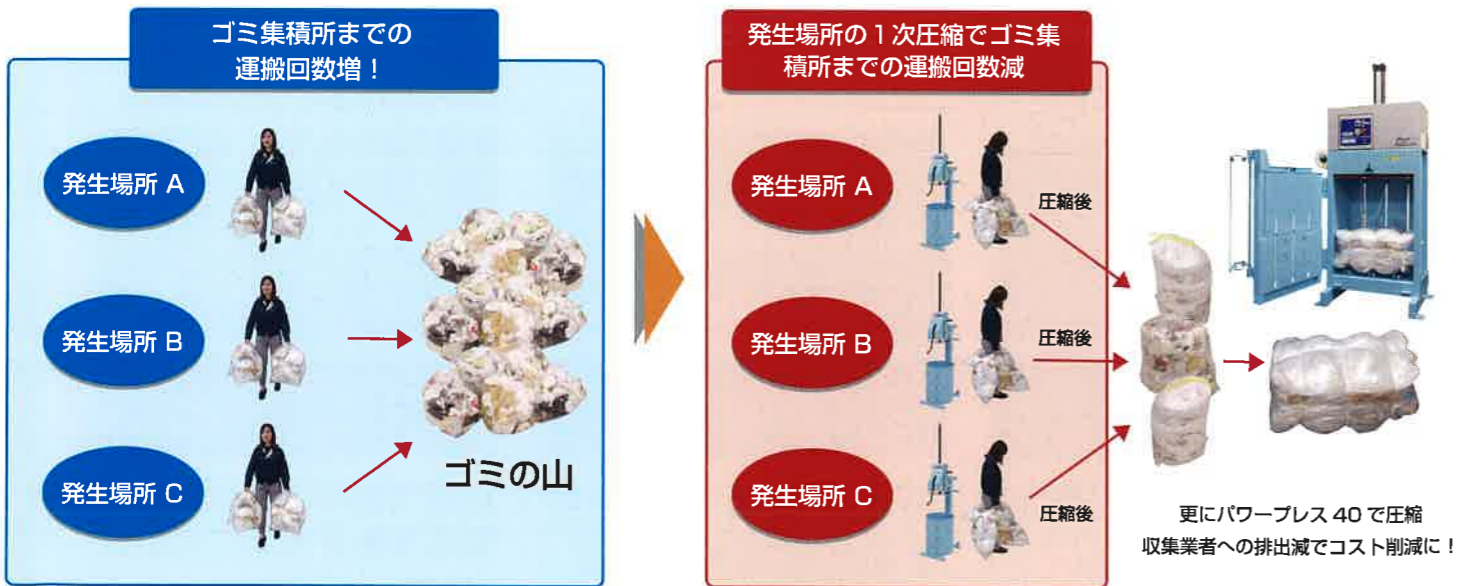 ゴミ集積所までの
運搬回数増！
発生場所 A
発生場所 B
発生場所 C
ゴミの山
発生場所の１次圧縮でゴミ集
積所までの運搬回数減
発生場所 A
圧縮後
発生場所 B
圧縮後
発生場所 C
圧縮後
更にパワープレス 40 で圧縮
収集業者への排出減でコスト削減に！